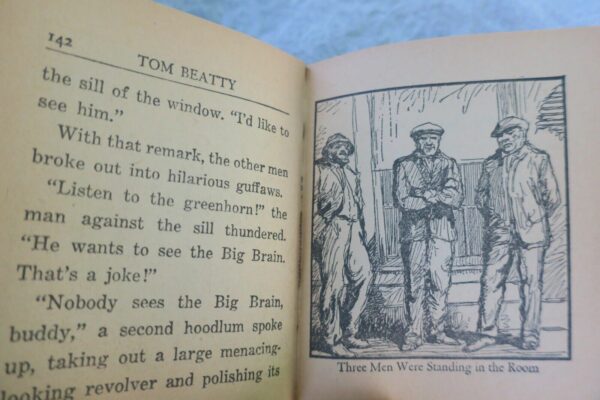 142
TOM BEATTY
the sill of the window. "I'd like to
see him."
With that remark, the other men
broke out into hilarious guffaws.
"Listen to the greenhorn!" the
man against the sill thundered.
"He wants to see the Big Brain.
That's a joke!"
"Nobody sees the Big Brain,
buddy," a second hoodlum spoke
up, taking out a large menacing-
looking revolver and polishing its
Three Men Were Standing in the Room